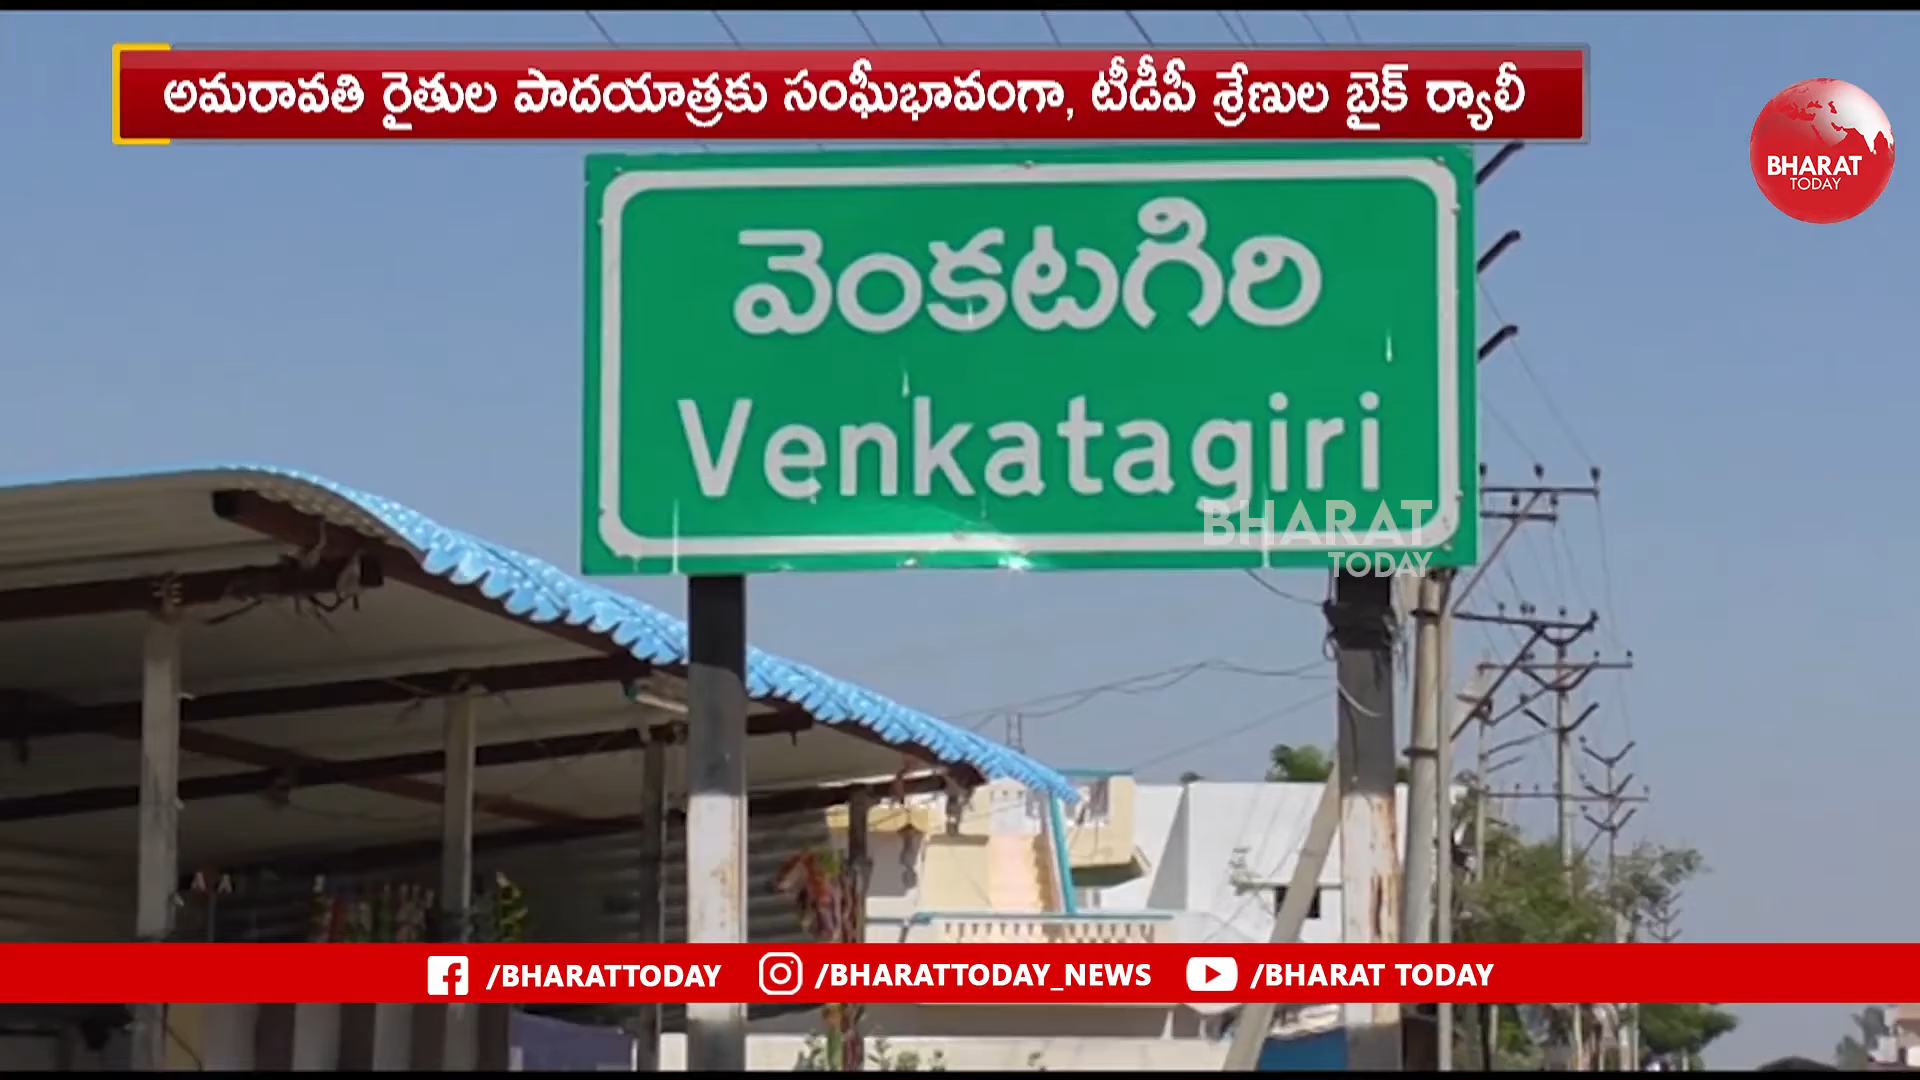 అమరావతి రైతుల పాదయాత్రకు సంఘీభావంగా, టీడీపీ శ్రేణుల బైక్ ర్యాలీ
BHARAT
TODAY
వెంకటగిరి
Venkatagiri
BHARAT
TODAY
/BHARATTODAY /BHARATTODAY_NEWS /BHARAT TODAY